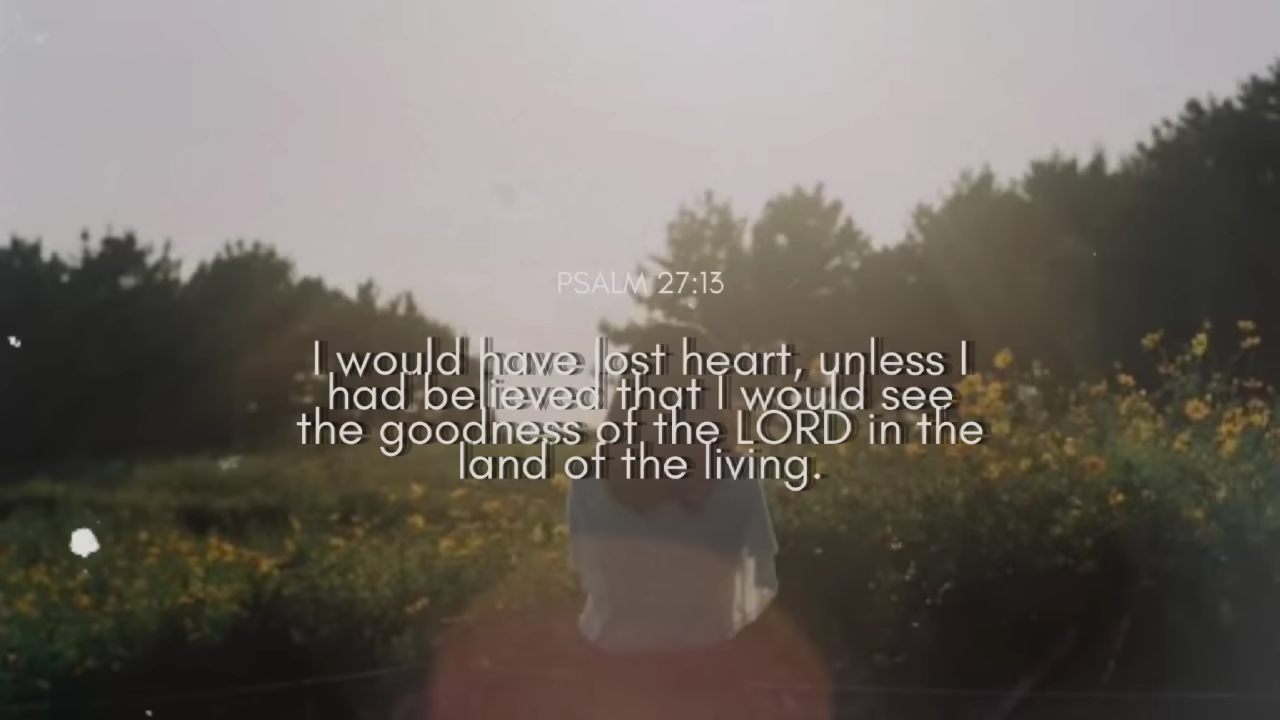 PSALM 27:13
I would have lost heart, unless I
had believed that I would see
the goodness of the LORD in the
land of the living.